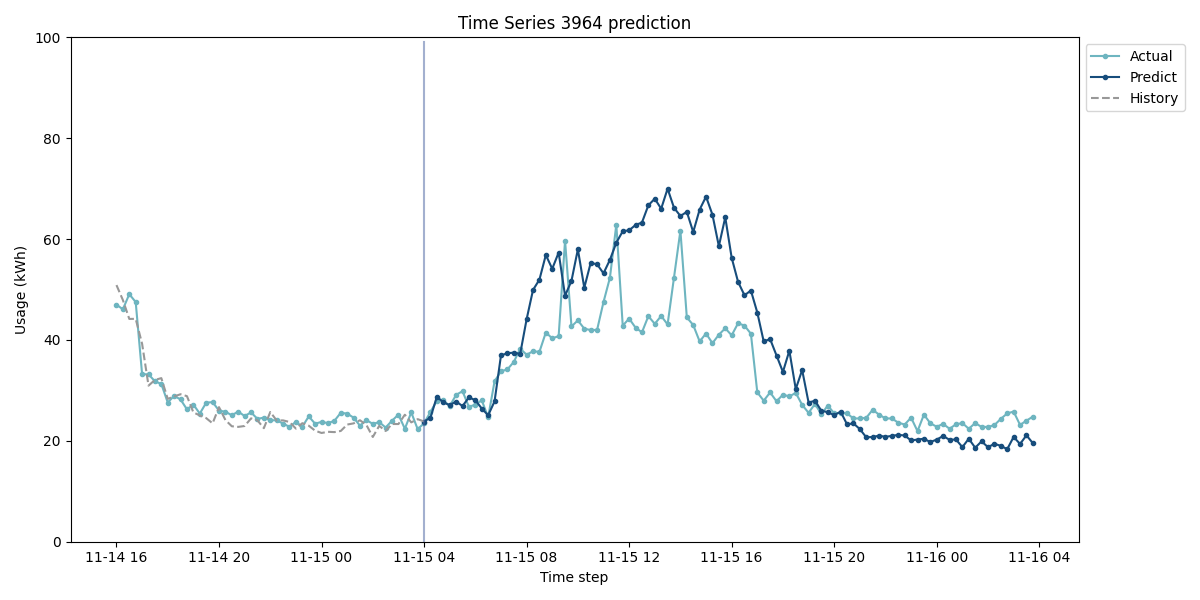 Time Series 3964 prediction
100
80
60
40
20
0
Usage (kWh)
11-14 16
11-14 20
11-15 00
11-15 04
11-15 08
11-15 12
11-15 16
11-15 20
11-16 00
11-16 04
Time step
Actual
Predict
History